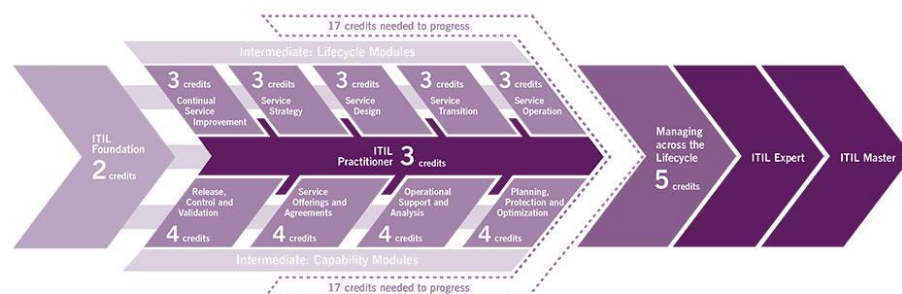 17 credits needed to progress
Intermediate: Lifecycle Modules
3
credits
Continual
Service
Improvement
3
credits
Service
Strategy
3
credits
Service
Design
3
credits
Service
Transition
3
credits
Service
Operation
ITIL
Foundation
2 credits
ITIL
Practitioner 3 credits
Managing
across the
Lifecycle
5 credits
ITIL Expert
ITIL Master
Release,
Control and
Validation
4 credits
Service
Offerings and
Agreements
4 credits
Operational
Support and
Analysis
4 credits
Planning,
Protection and
Optimization
4 credits
Intermediate: Capability Modules
17 credits needed to progress